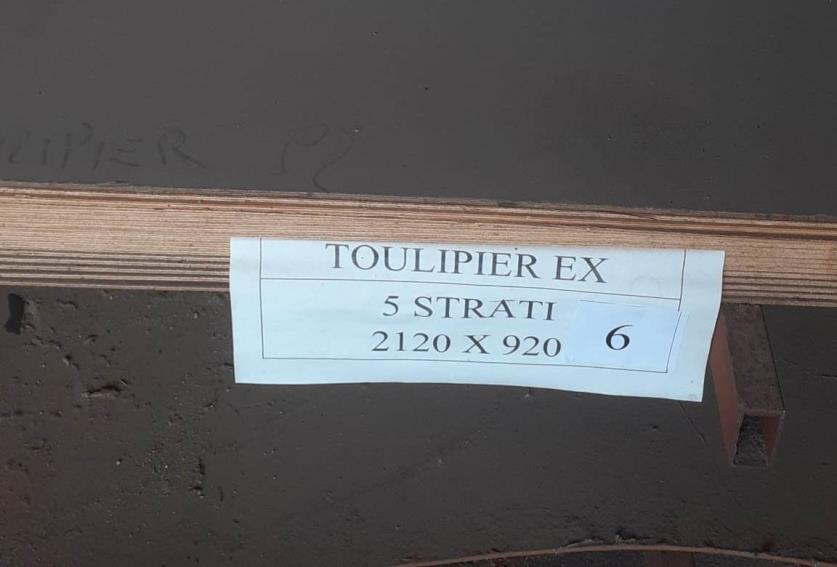 TOULIPIER EX
5 STRATI
2120 X 920 6